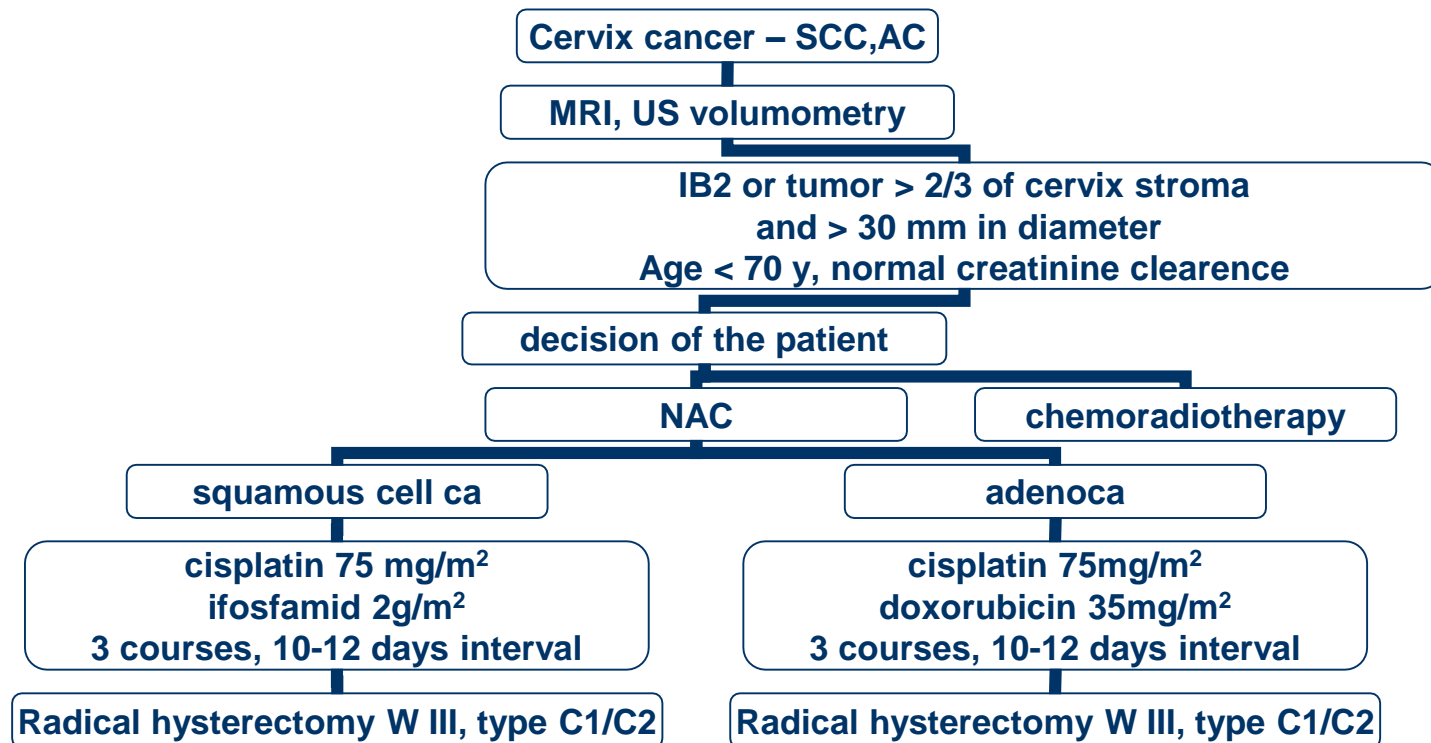 Cervix cancer – SCC,AC
MRI, US volumometry
IB2 or tumor > 2/3 of cervix stroma
and > 30 mm in diameter
Age < 70 y, normal creatinine clearence
decision of the patient
NAC
chemoradiotherapy
squamous cell ca
adenoca
cisplatin 75 mg/m²
ifosfamid 2g/m²
3 courses, 10-12 days interval
cisplatin 75mg/m²
doxorubicin 35mg/m²
3 courses, 10-12 days interval
Radical hysterectomy W III, type C1/C2
Radical hysterectomy W III, type C1/C2